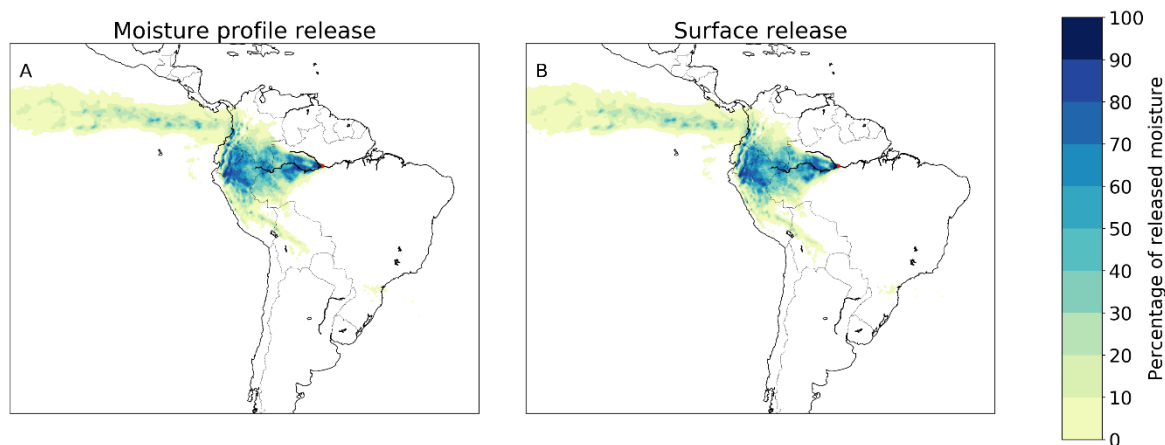 Moisture profile release
Surface release
A
B
100
90
80
70
60
50
40
30
20
10
0
Percentage of released moisture